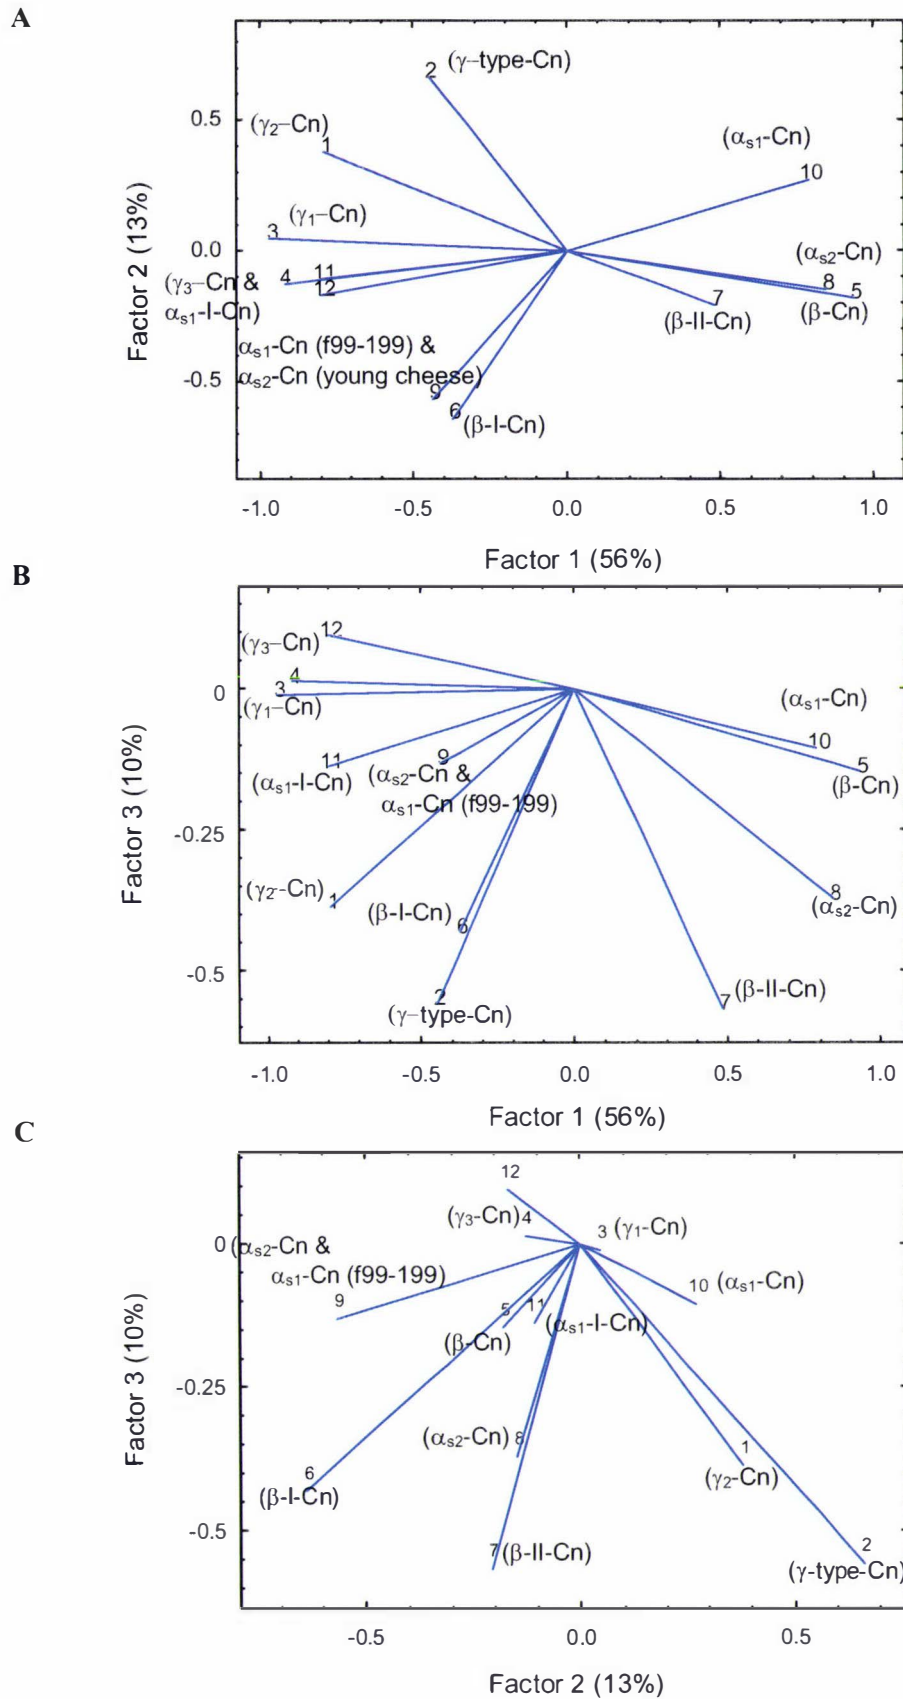 A
2 (γ–type-Cn)
0.5
(γ₂–Cn)
1
(αs1-Cn)
10
(γ₁–Cn)
3
0.0
(αs2-Cn)
(γ₃–Cn &
4
11
12
8
5
αs1-I-Cn)
7
(β-II-Cn)
(β-Cn)
αs1-Cn (f99-199) &
-0.5
αs2-Cn (young cheese)
9
6 (β-I-Cn)
Factor 2 (13%)
-1.0 -0.5 0.0 0.5 1.0
Factor 1 (56%)
B
12
(γ₃–Cn)
4
3
0
(γ₁–Cn)
(αs1-Cn)
10
11
9
5
(αs1-I-Cn)
(αs2-Cn &
(β-Cn)
αs1-Cn (f99-199)
-0.25
(γ₂-Cn)
1
(β-I-Cn)
6
8
(αs2-Cn)
-0.5
2
7 (β-II-Cn)
(γ–type-Cn)
Factor 3 (10%)
-1.0 -0.5 0.0 0.5 1.0
Factor 1 (56%)
C
12
(γ₃-Cn) 4
3 (γ₁-Cn)
0
(αs2-Cn &
αs1-Cn (f99-199)
10 (αs1-Cn)
9
5
11
(αs1-I-Cn)
(β-Cn)
-0.25
(αs2-Cn) 8
1
(γ₂-Cn)
6
(β-I-Cn)
-0.5
7 (β-II-Cn)
2
(γ-type-Cn)
Factor 3 (10%)
-0.5 0.0 0.5
Factor 2 (13%)